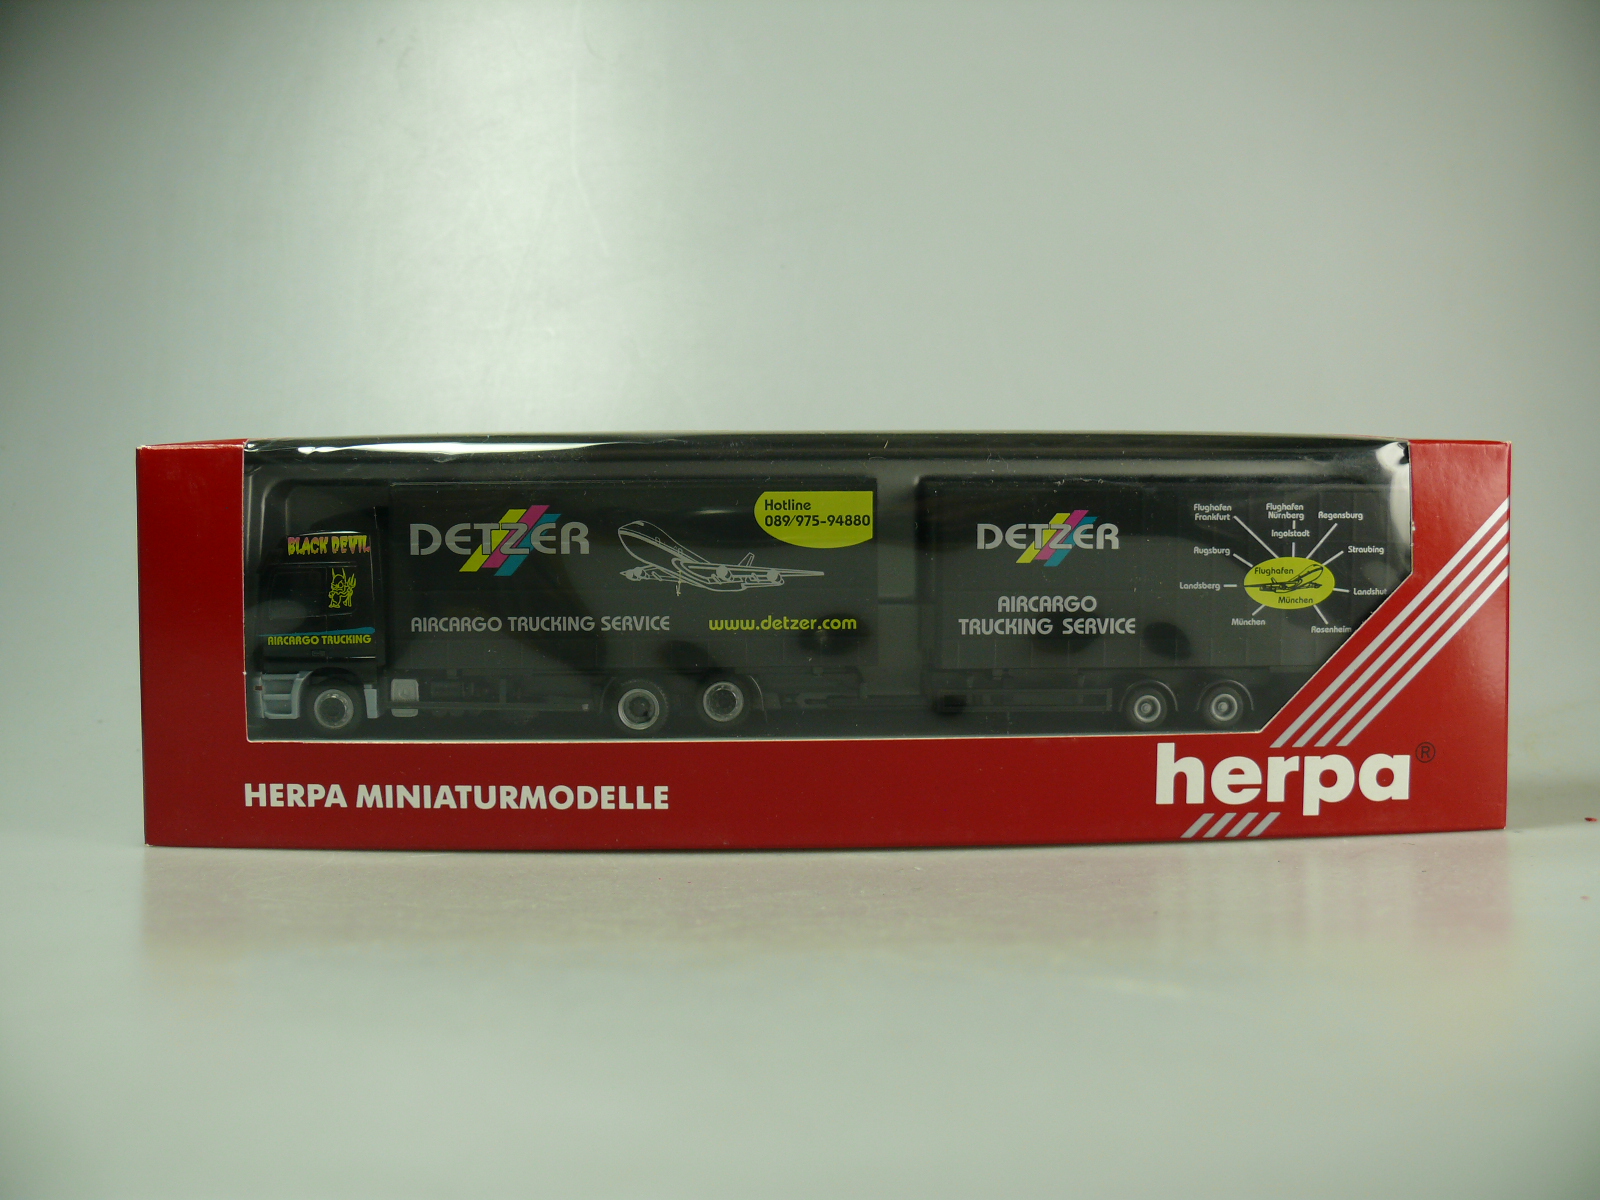 BLACK DEVIL
AIRCARGO TRUCKING
DETZER
Hotline
089/975-94880
AIRCARGO TRUCKING SERVICE
www.detzer.com
DETZER
AIRCARGO
TRUCKING SERVICE
Flughafen
Frankfurt
Flughafen
Nürnberg
Ingolstadt
Regensburg
Augsburg
Straubing
Flughafen
München
Landsberg
Landshut
München
Rosenheim
HERPA MINIATURMODELLE
herpa®